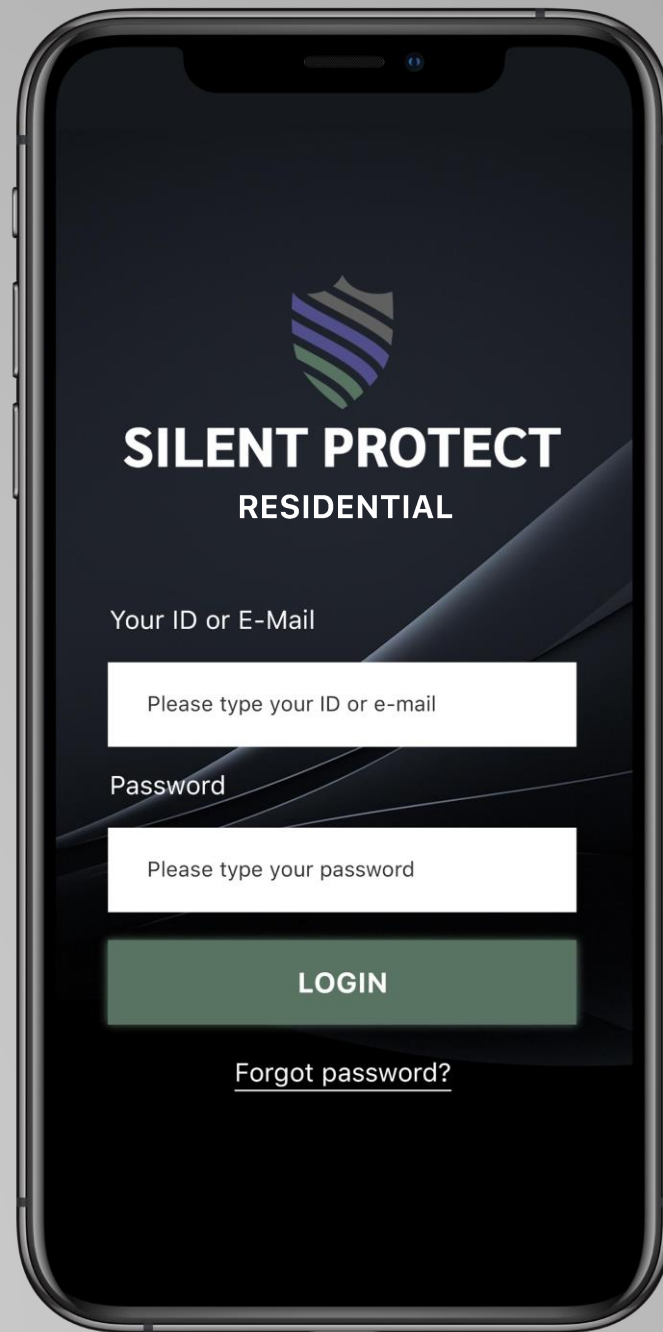 SILENT PROTECT
RESIDENTIAL
Your ID or E-Mail
Please type your ID or e-mail
Password
Please type your password
LOGIN
Forgot password?